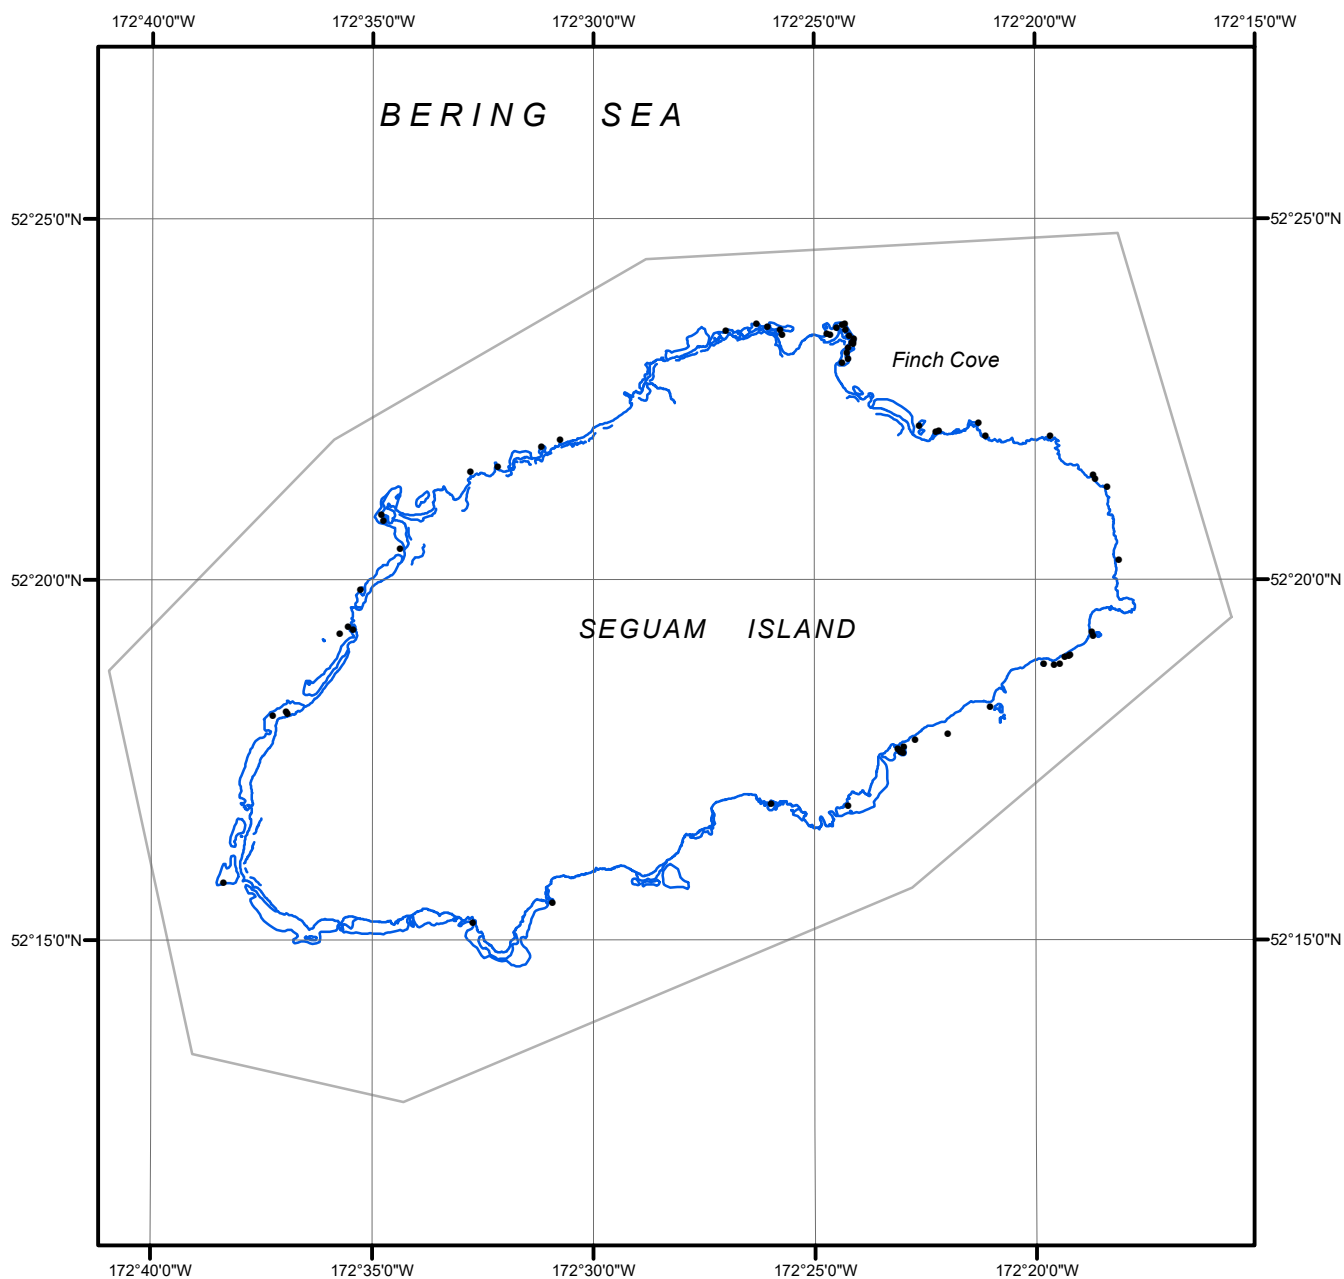 172°40'0"W 172°35'0"W 172°30'0"W 172°25'0"W 172°20'0"W 172°15'0"W
BERING SEA
52°25'0"N 52°25'0"N
Finch Cove
52°20'0"N 52°20'0"N
SEGUAM ISLAND
52°15'0"N 52°15'0"N
172°40'0"W 172°35'0"W 172°30'0"W 172°25'0"W 172°20'0"W